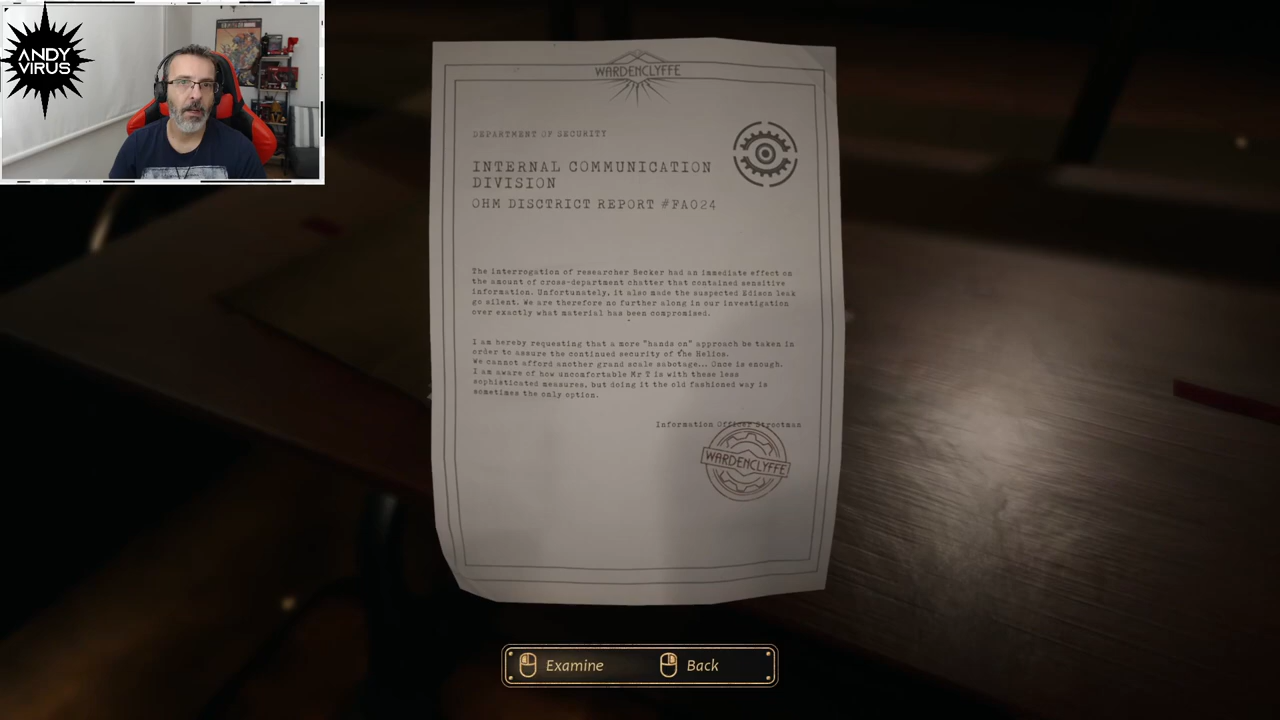 ANDY
VIRUS
WARDENCLYFFE
DEPARTMENT OF SECURITY
INTERNAL COMMUNICATION
DIVISION
OHM DISCTRICT REPORT #FA024
The interrogation of researcher Becker had an immediate effect on
the amount of cross-department chatter that contained sensitive
information. Unfortunately, it also made the suspected Edison leak
go silent. We are therefore no further along in our investigation
over exactly what material has been compromised.
I am hereby requesting that a more "hands on" approach be taken in
order to assure the continued security of the Helios.
We cannot afford another grand scale sabotage... Once is enough.
I am aware of how uncomfortable Mr T is with these less
sophisticated measures, but doing it the old fashioned way is
sometimes the only option.
Information Officer Strootman
WARDENCLYFFE
Examine
Back